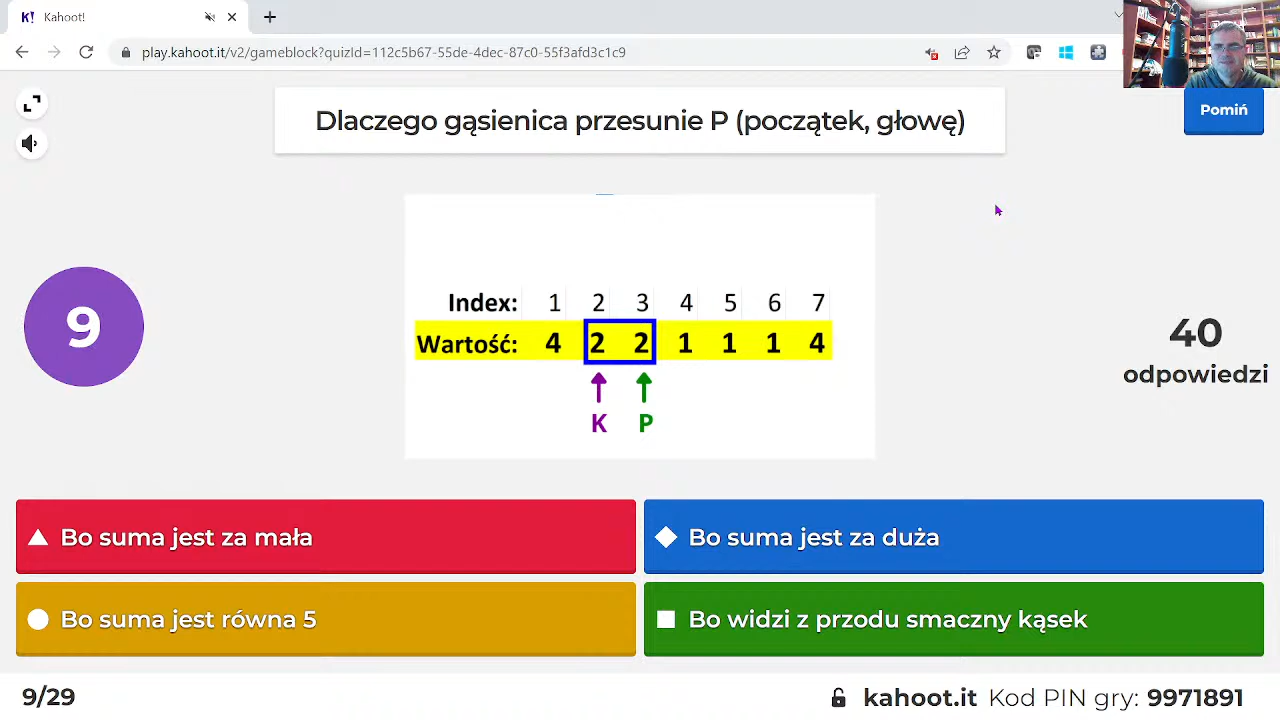 Kahoot!
play.kahoot.it/v2/gameblock?quizId=112c5b67-55de-4dec-87c0-55f3afd3c1c9
Dlaczego gąsienica przesunie P (początek, głowę)
Pomiń
9
Index: 1 2 3 4 5 6 7
Wartość: 4 2 2 1 1 1 4
K P
40
odpowiedzi
Bo suma jest za mała
Bo suma jest za duża
Bo suma jest równa 5
Bo widzi z przodu smaczny kąsek
9/29
kahoot.it Kod PIN gry: 9971891